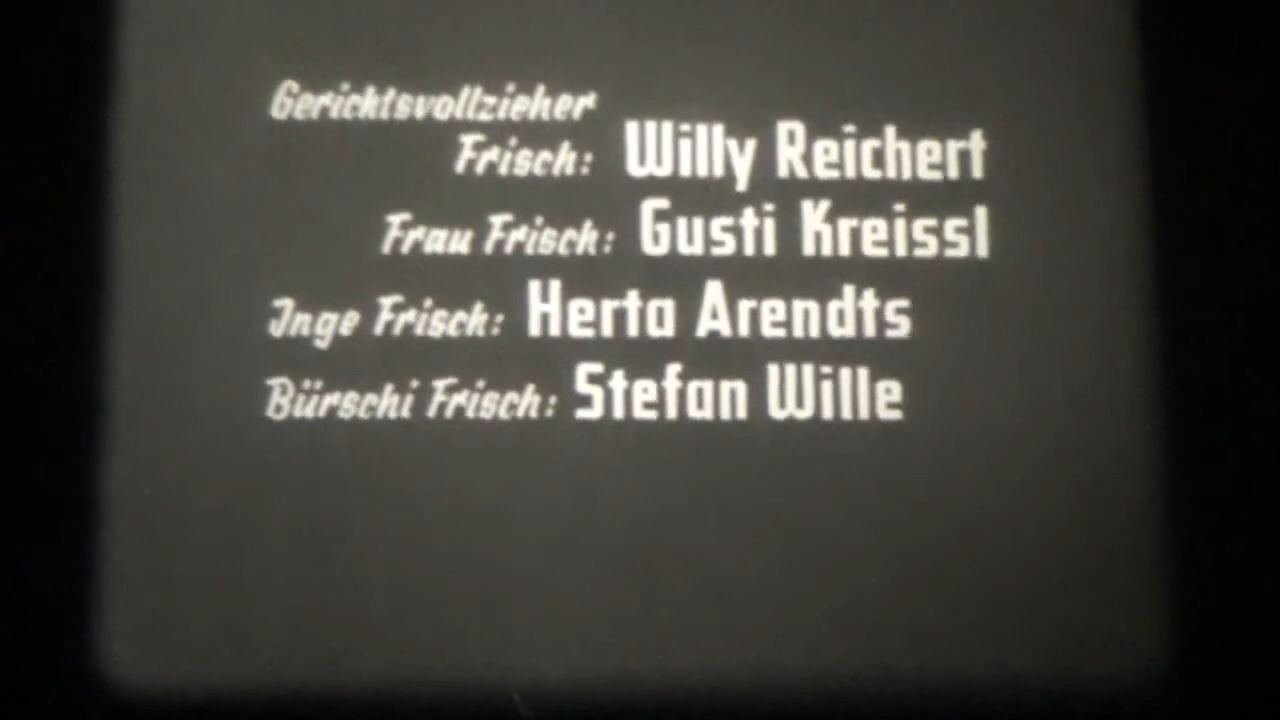 Gerichtsvollzieher
Frisch: Willy Reichert
Frau Frisch: Gusti Kreissl
Inge Frisch: Herta Arendts
Bürschi Frisch: Stefan Wille